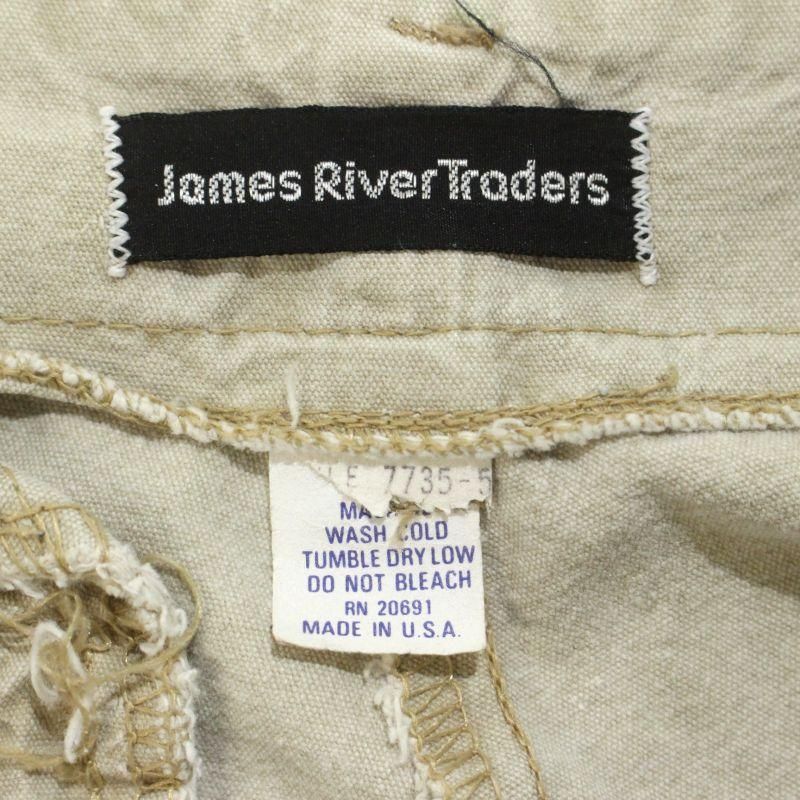 James River Traders
7735-5
WASH COLD
TUMBLE DRY LOW
DO NOT BLEACH
RN 20691
MADE IN U.S.A.